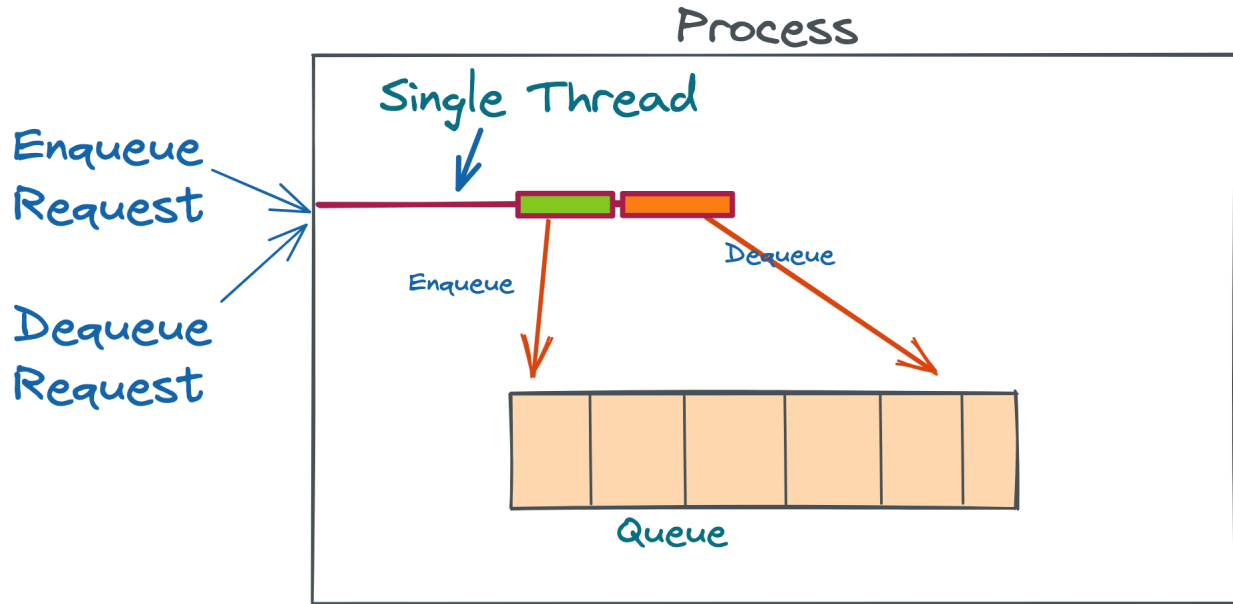 Process
Single Thread
Enqueue
Request
Dequeue
Enqueue
Dequeue
Request
Queue